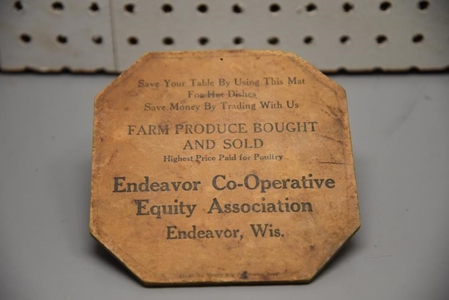 Save Your Table By Using This Mat
For Hot Dishes
Save Money By Trading With Us
FARM PRODUCE BOUGHT
AND SOLD
Highest Price Paid for Poultry
Endeavor Co-Operative
Equity Association
Endeavor, Wis.